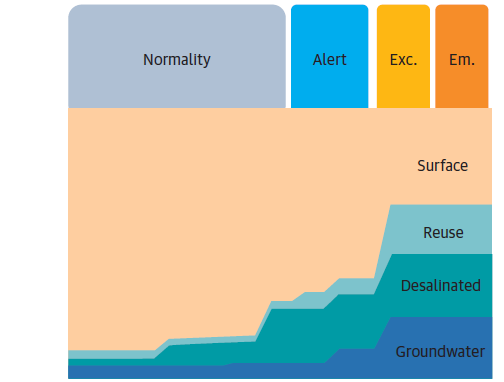 Normality
Alert
Exc.
Em.
Surface
Reuse
Desalinated
Groundwater